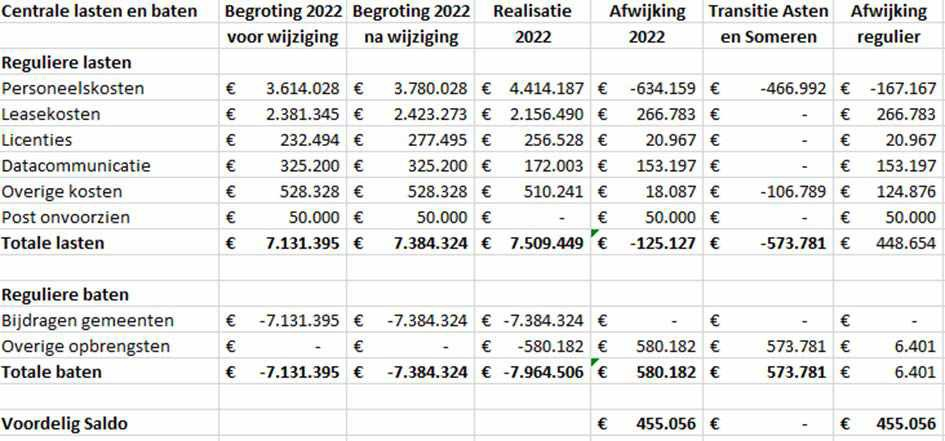 Centrale lasten en baten Begroting 2022 Begroting 2022 Realisatie Afwijking Transitie Asten Afwijking
voor wijziging na wijziging 2022 2022 en Someren regulier
Reguliere lasten
Personeelskosten € 3.614.028 € 3.780.028 € 4.414.187 € -634.159 € -466.992 € -167.167
Leasekosten € 2.381.345 € 2.423.273 € 2.156.490 € 266.783 € - € 266.783
Licenties € 232.494 € 277.495 € 256.528 € 20.967 € - € 20.967
Datacommunicatie € 325.200 € 325.200 € 172.003 € 153.197 € - € 153.197
Overige kosten € 528.328 € 528.328 € 510.241 € 18.087 € -106.789 € 124.876
Post onvoorzien € 50.000 € 50.000 € - € 50.000 € - € 50.000
Totale lasten € 7.131.395 € 7.384.324 € 7.509.449 € -125.127 € -573.781 € 448.654
Reguliere baten
Bijdragen gemeenten € -7.131.395 € -7.384.324 € -7.384.324 € - € - € -
Overige opbrengsten € - € - € -580.182 € 580.182 € 573.781 € 6.401
Totale baten € -7.131.395 € -7.384.324 € -7.964.506 € 580.182 € 573.781 € 6.401
Voordelig Saldo € 455.056 € - € 455.056